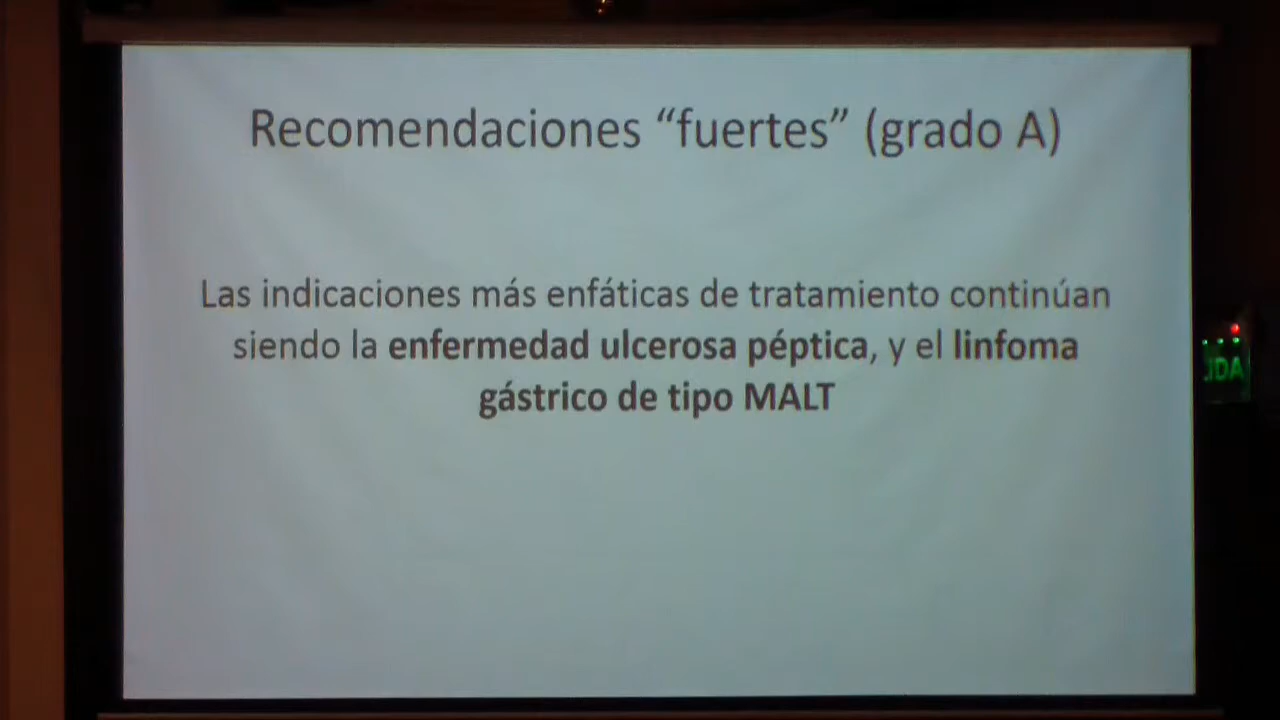 Recomendaciones “fuertes” (grado A)
Las indicaciones más enfáticas de tratamiento continúan
siendo la enfermedad ulcerosa péptica, y el linfoma
gástrico de tipo MALT